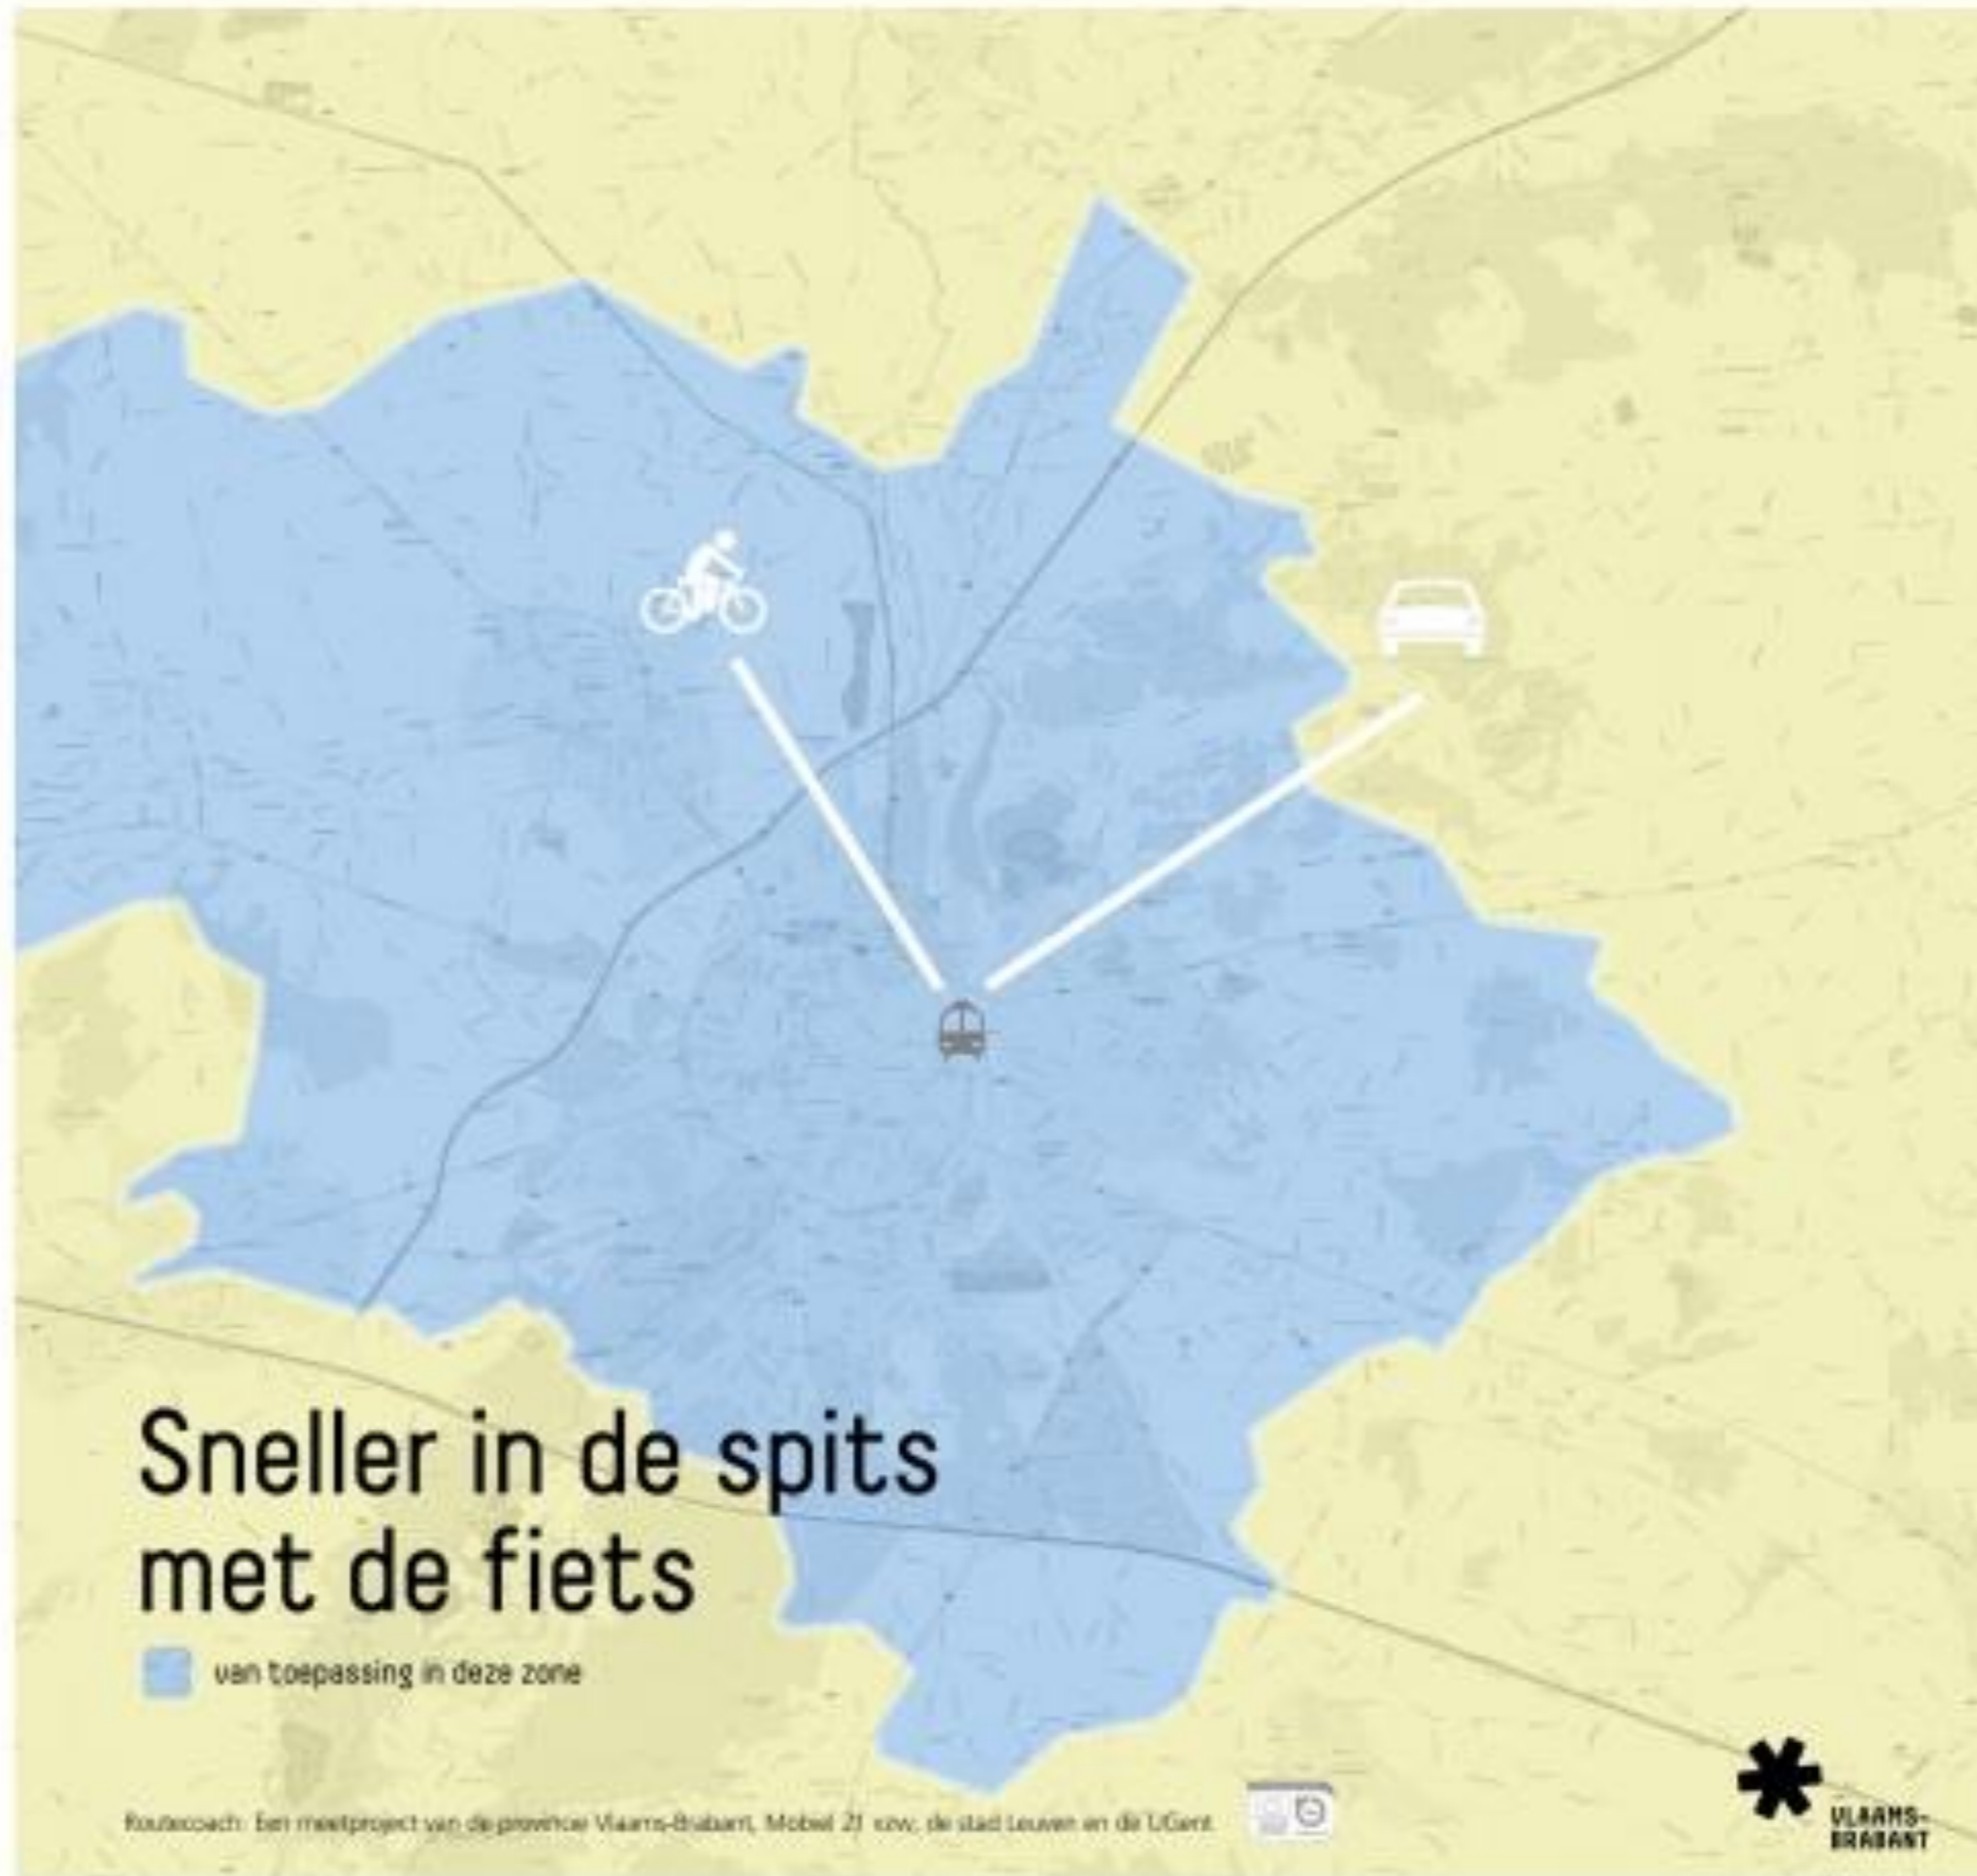 Sneller in de spits
met de fiets
van toepassing in deze zone
Routecoach: Een meetproject van de provincie Vlaams-Brabant, Mobiel 21 vzw, de stad Leuven en de UGent
VLAAMS-
BRABANT